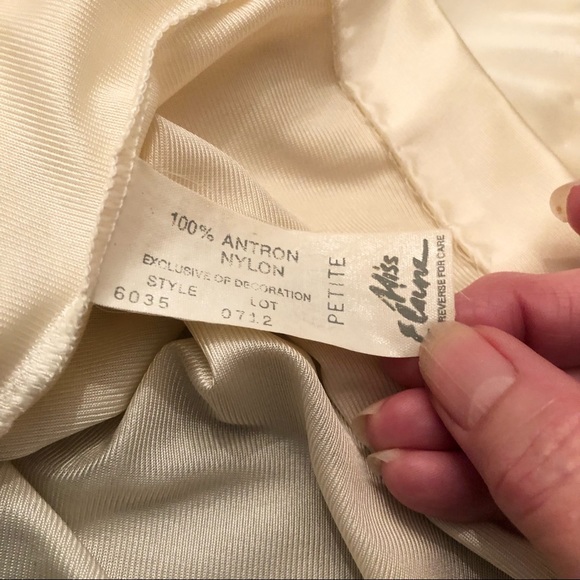 100% ANTRON
NYLON
EXCLUSIVE OF DECORATION
STYLE LOT
6035 0712
PETITE
Miss
Elaine
REVERSE FOR CARE